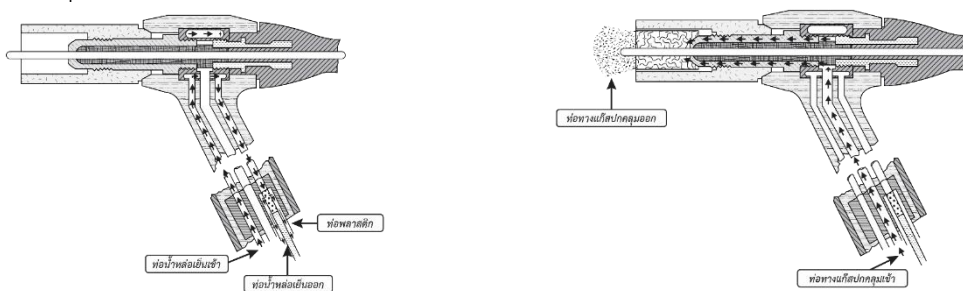 ท่อพลาสติก
ท่อน้ำหล่อเย็นเข้า
ท่อน้ำหล่อเย็นออก
ท่อทางแก๊สปกคลุมออก
ท่อทางแก๊สปกคลุมเข้า